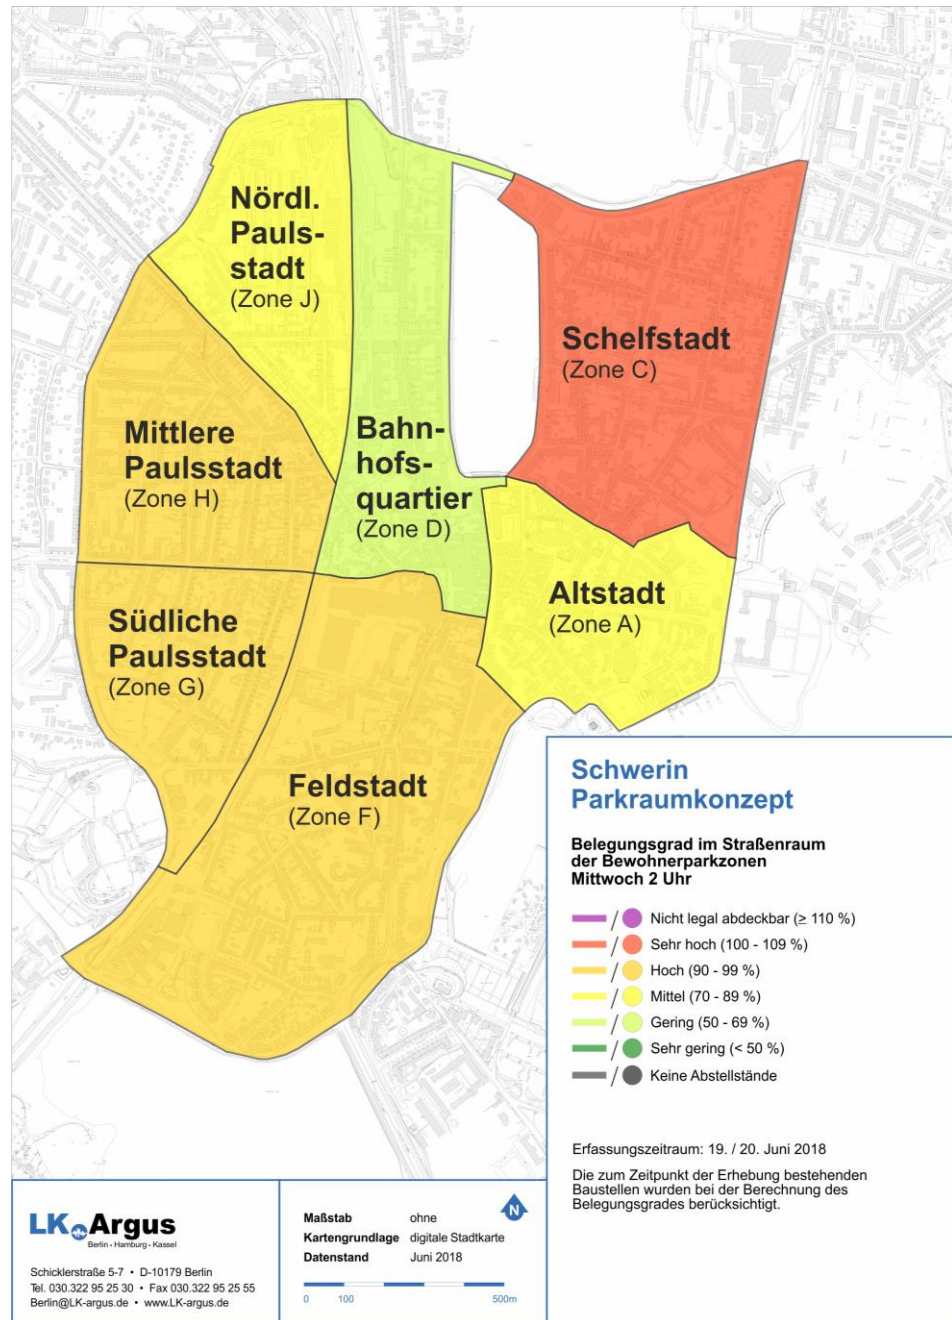 Nördl.
Pauls-
stadt
(Zone J)
Schelfstadt
(Zone C)
Mittlere
Paulsstadt
(Zone H)
Bahn-
hofs-
quartier
(Zone D)
Altstadt
(Zone A)
Südliche
Paulsstadt
(Zone G)
Feldstadt
(Zone F)
Schwerin
Parkraumkonzept
Belegungsgrad im Straßenraum
der Bewohnerparkzonen
Mittwoch 2 Uhr
Nicht legal abdeckbar (≥ 110 %)
Sehr hoch (100 - 109 %)
Hoch (90 - 99 %)
Mittel (70 - 89 %)
Gering (50 - 69 %)
Sehr gering (< 50 %)
Keine Abstellstände
Erfassungszeitraum: 19. / 20. Juni 2018
Die zum Zeitpunkt der Erhebung bestehenden
Baustellen wurden bei der Berechnung des
Belegungsgrades berücksichtigt.
LK Argus
Berlin • Hamburg • Kassel
Schicklerstraße 5-7 • D-10179 Berlin
Tel. 030.322 95 25 30 • Fax 030.322 95 25 55
Berlin@LK-argus.de • www.LK-argus.de
N
Maßstab ohne
Kartengrundlage digitale Stadtkarte
Datenstand Juni 2018
0 100 500m